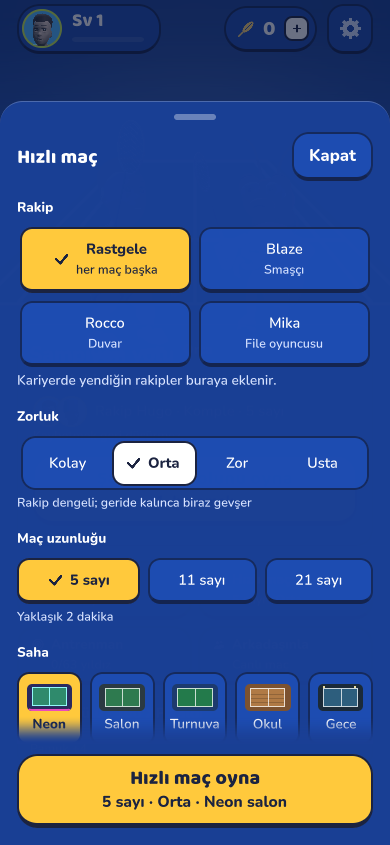 Sv 1
0
+
Hızlı maç
Kapat
Rakip
Rastgele
her maç başka
Blaze
Smaşçı
Rocco
Duvar
Mika
File oyuncusu
Kariyerde yendiğin rakipler buraya eklenir.
Zorluk
Kolay
Orta
Zor
Usta
Rakip dengeli; geride kalınca biraz gevşer
Maç uzunluğu
5 sayı
11 sayı
21 sayı
Yaklaşık 2 dakika
Saha
Neon
Salon
Turnuva
Okul
Gece
Hızlı maç oyna
5 sayı · Orta · Neon salon